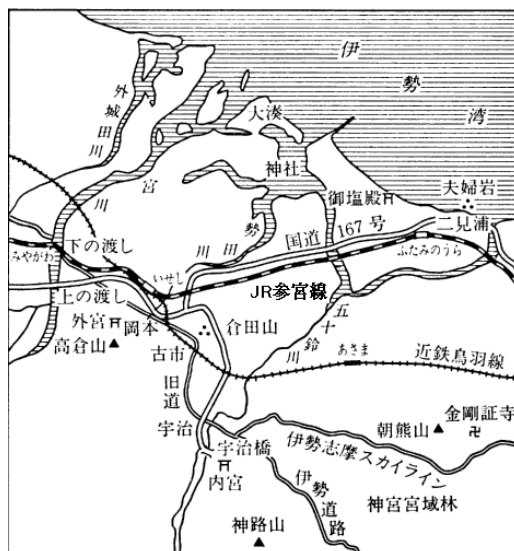 伊勢湾
外城田川
大湊
神社
宮川
御塩殿
夫婦岩
二見浦
勢田川
国道167号
下の渡し
みやがわ
いせし
ふたみのうら
JR参宮線
上の渡し
外宮
岡本
倉田山
高倉山
古市
五十鈴川
あさま
近鉄鳥羽線
旧道
宇治
宇治橋
内宮
朝熊山
金剛証寺
伊勢志摩スカイライン
伊勢道路
神宮宮域林
神路山